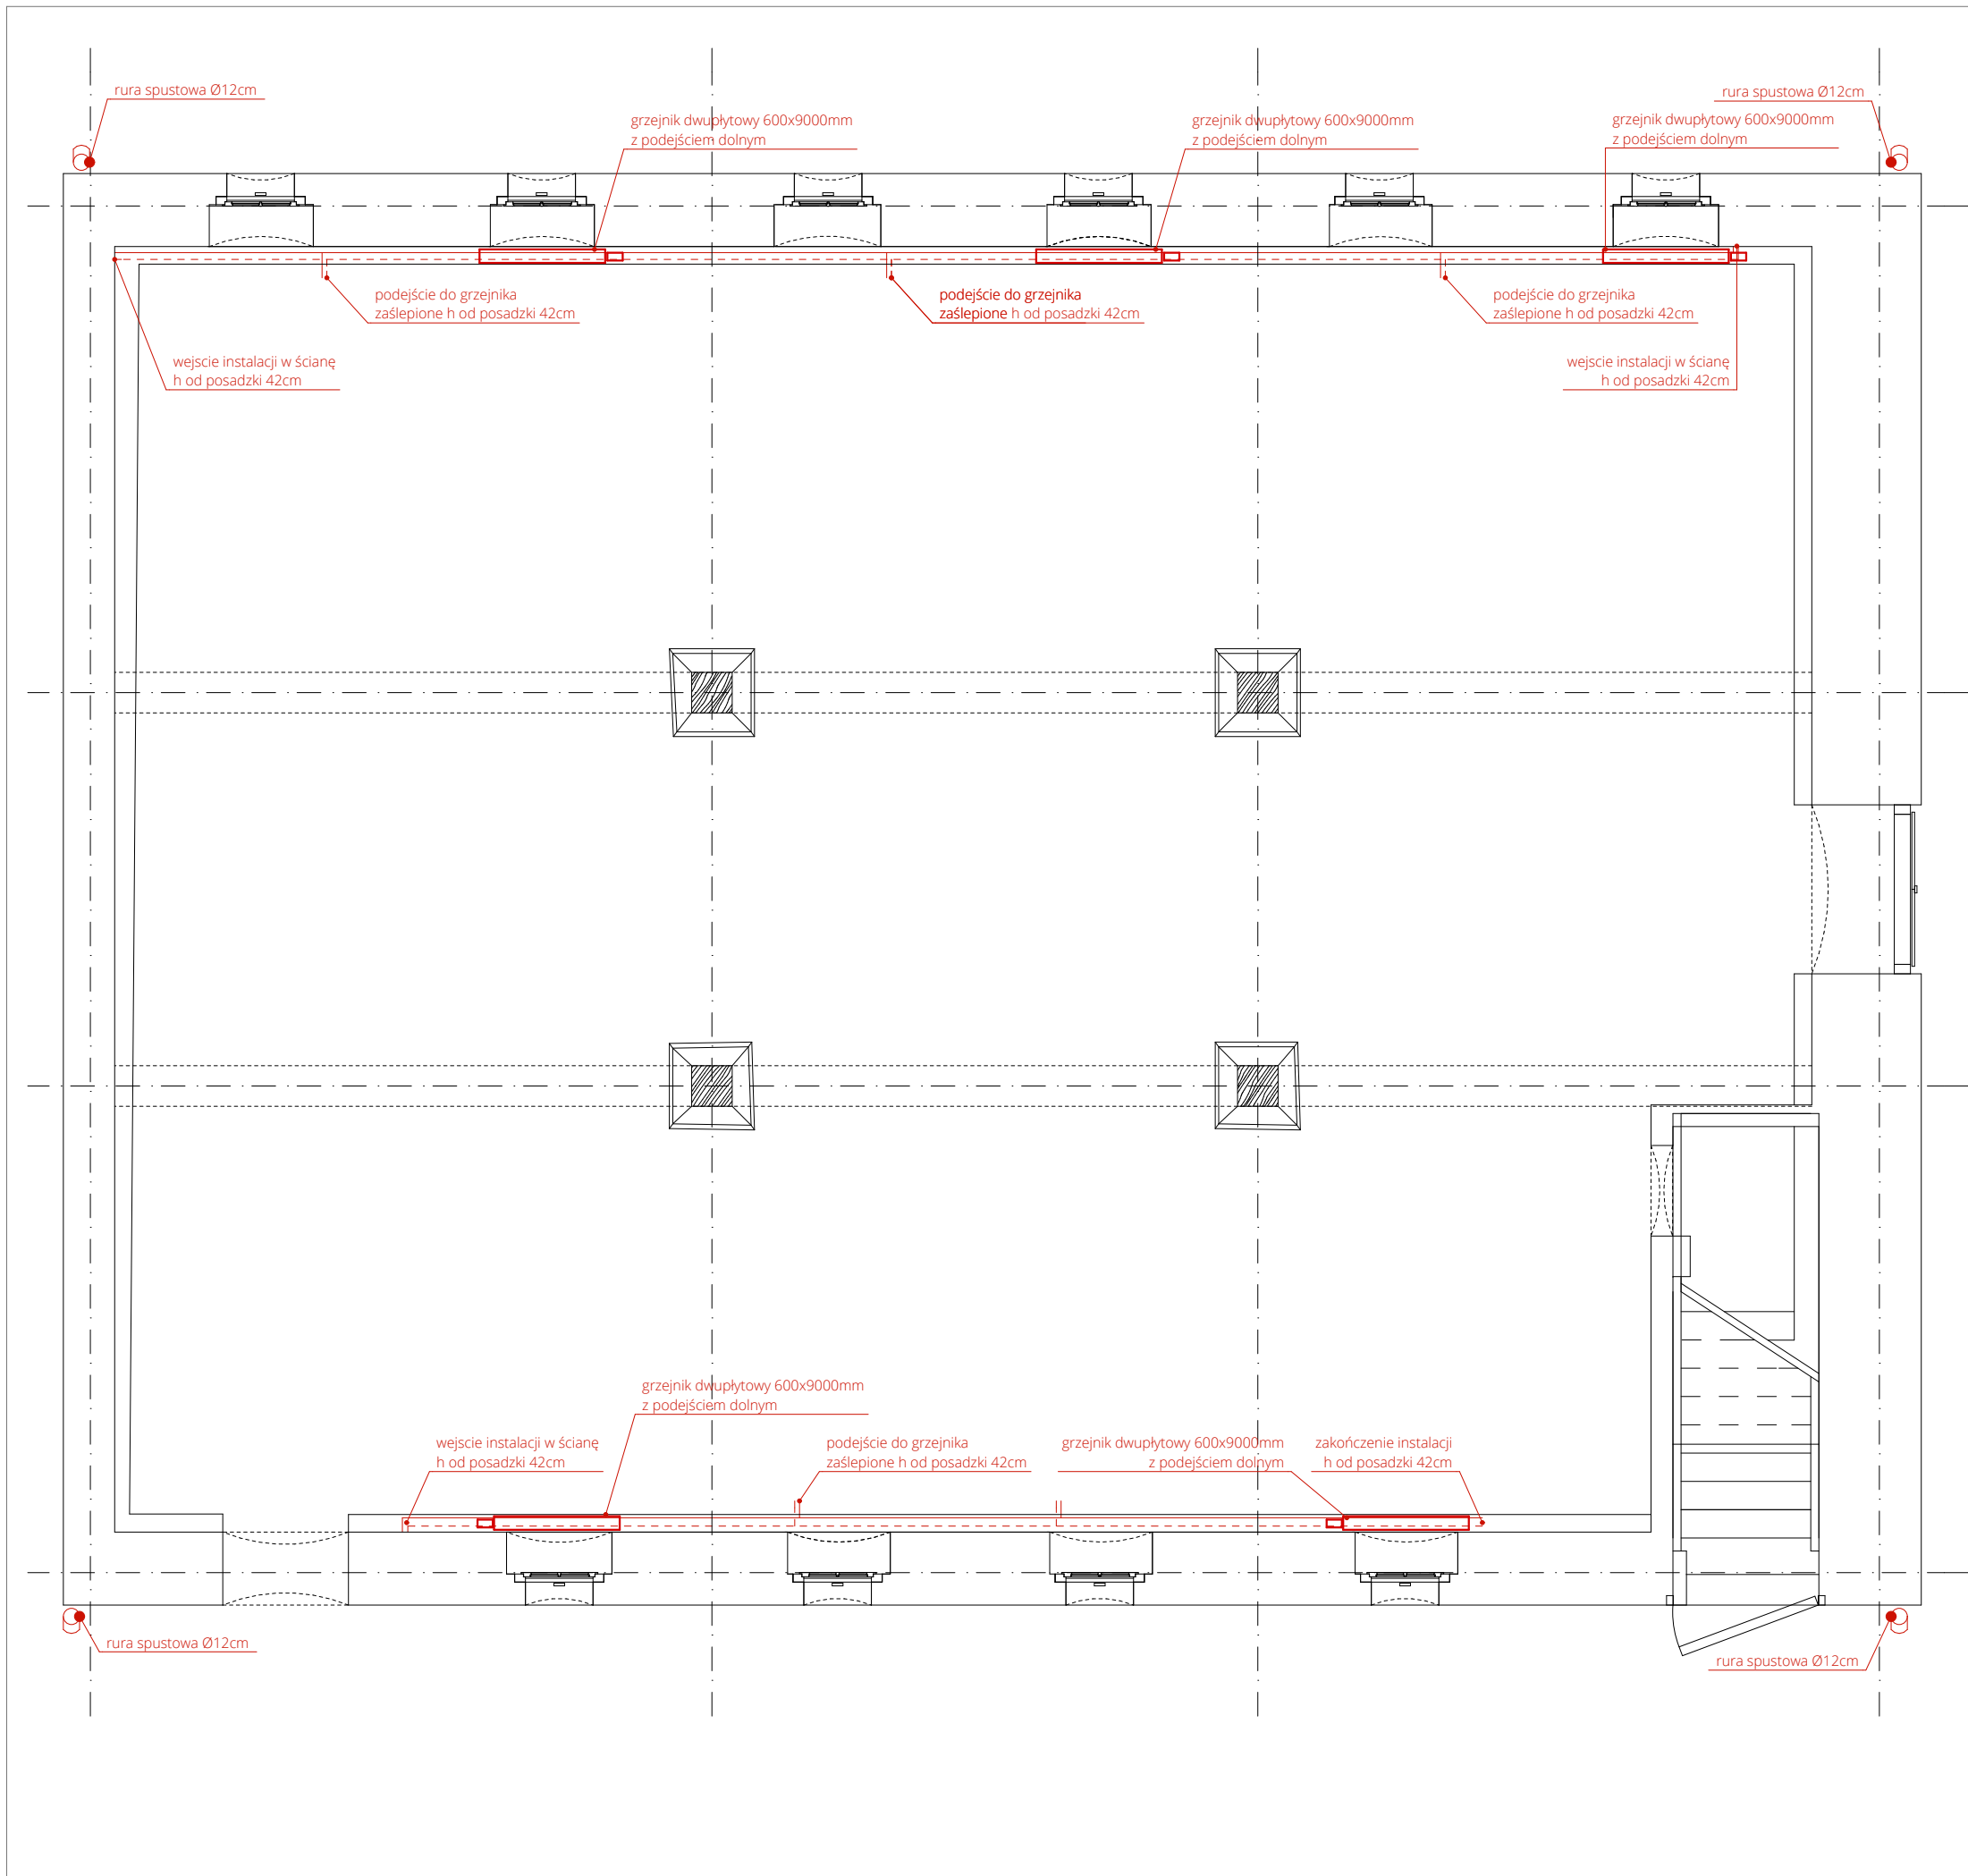 rura spustowa Ø12cm
rura spustowa Ø12cm
grzejnik dwupłytowy 600x9000mm
z podejściem dolnym
grzejnik dwupłytowy 600x9000mm
z podejściem dolnym
grzejnik dwupłytowy 600x9000mm
z podejściem dolnym
podejście do grzejnika
zaślepione h od posadzki 42cm
podejście do grzejnika
zaślepione h od posadzki 42cm
podejście do grzejnika
zaślepione h od posadzki 42cm
wejscie instalacji w ścianę
h od posadzki 42cm
wejscie instalacji w ścianę
h od posadzki 42cm
grzejnik dwupłytowy 600x9000mm
z podejściem dolnym
wejscie instalacji w ścianę
h od posadzki 42cm
podejście do grzejnika
zaślepione h od posadzki 42cm
grzejnik dwupłytowy 600x9000mm
z podejściem dolnym
zakończenie instalacji
h od posadzki 42cm
rura spustowa Ø12cm
rura spustowa Ø12cm